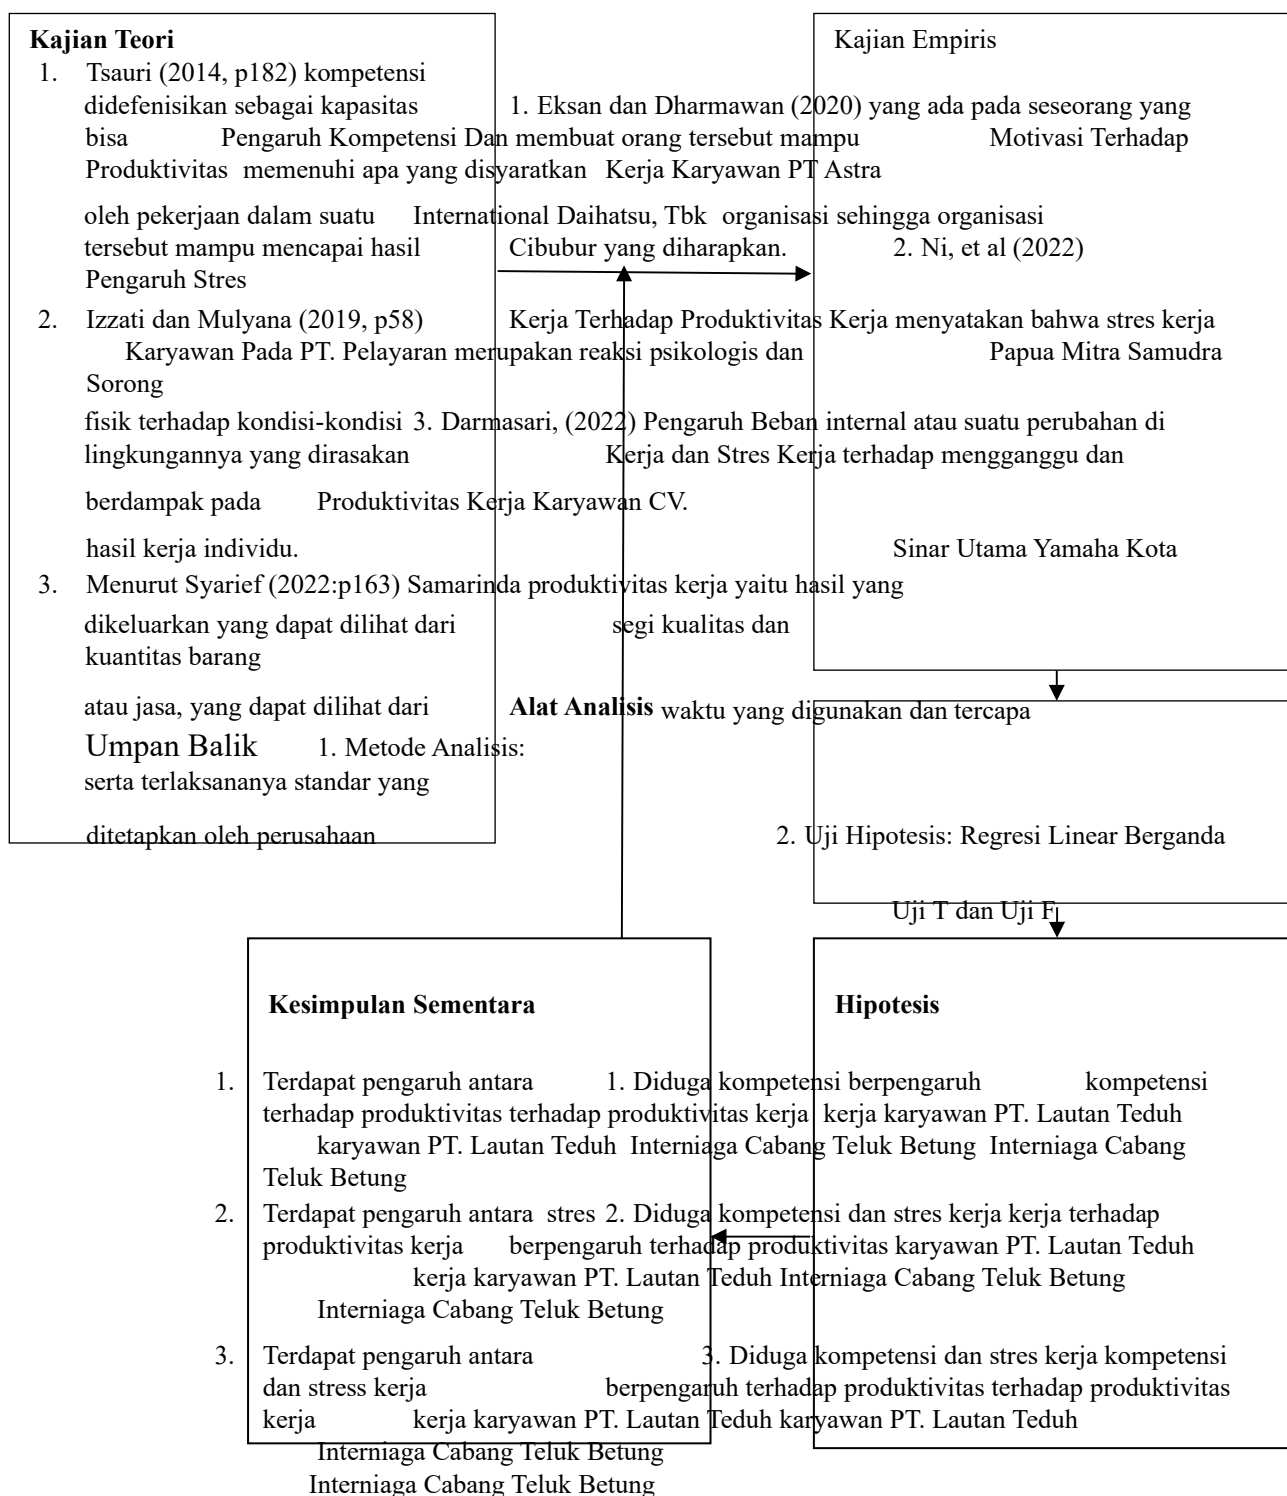 Kajian Teori
Kajian Empiris
1. Tsauri (2014, p182) kompetensi
didefenisikan sebagai kapasitas 1. Eksan dan Dharmawan (2020) yang ada pada seseorang yang
bisa Pengaruh Kompetensi Dan membuat orang tersebut mampu Motivasi Terhadap
Produktivitas memenuhi apa yang disyaratkan Kerja Karyawan PT Astra
oleh pekerjaan dalam suatu International Daihatsu, Tbk organisasi sehingga organisasi
tersebut mampu mencapai hasil Cibubur yang diharapkan. 2. Ni, et al (2022)
Pengaruh Stres
2. Izzati dan Mulyana (2019, p58) Kerja Terhadap Produktivitas Kerja menyatakan bahwa stres kerja
Karyawan Pada PT. Pelayaran merupakan reaksi psikologis dan Papua Mitra Samudra
Sorong
fisik terhadap kondisi-kondisi 3. Darmasari, (2022) Pengaruh Beban internal atau suatu perubahan di
lingkungannya yang dirasakan Kerja dan Stres Kerja terhadap mengganggu dan
berdampak pada Produktivitas Kerja Karyawan CV.
hasil kerja individu. Sinar Utama Yamaha Kota
3. Menurut Syarief (2022:p163) Samarinda produktivitas kerja yaitu hasil yang
dikeluarkan yang dapat dilihat dari segi kualitas dan
kuantitas barang
atau jasa, yang dapat dilihat dari Alat Analisis waktu yang digunakan dan tercapa
Umpan Balik 1. Metode Analisis:
serta terlaksananya standar yang
ditetapkan oleh perusahaan 2. Uji Hipotesis: Regresi Linear Berganda
Uji T dan Uji F
Kesimpulan Sementara Hipotesis
1. Terdapat pengaruh antara 1. Diduga kompetensi berpengaruh kompetensi
terhadap produktivitas terhadap produktivitas kerja kerja karyawan PT. Lautan Teduh
karyawan PT. Lautan Teduh Interniaga Cabang Teluk Betung Interniaga Cabang
Teluk Betung
2. Terdapat pengaruh antara stres 2. Diduga kompetensi dan stres kerja kerja terhadap
produktivitas kerja berpengaruh terhadap produktivitas karyawan PT. Lautan Teduh
kerja karyawan PT. Lautan Teduh Interniaga Cabang Teluk Betung
Interniaga Cabang Teluk Betung
3. Terdapat pengaruh antara 3. Diduga kompetensi dan stres kerja kompetensi
dan stress kerja berpengaruh terhadap produktivitas terhadap produktivitas
kerja kerja karyawan PT. Lautan Teduh karyawan PT. Lautan Teduh
Interniaga Cabang Teluk Betung
Interniaga Cabang Teluk Betung